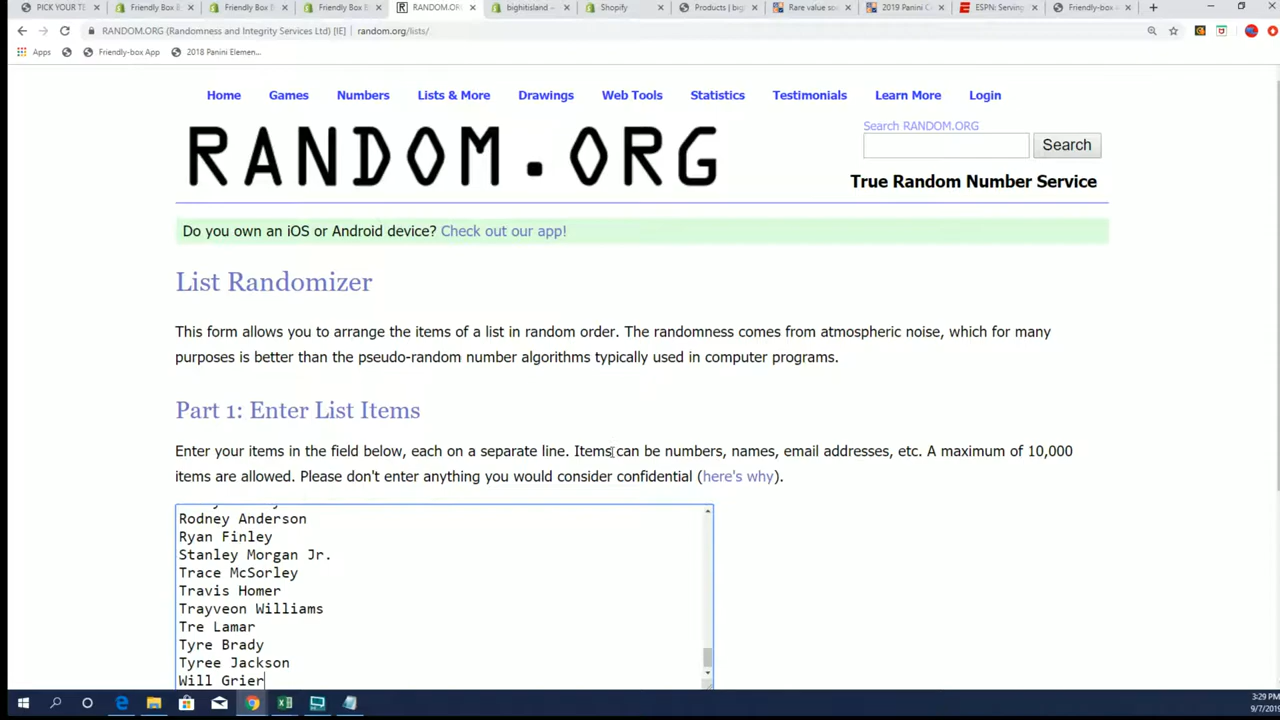 PICK YOUR TE
Friendly Box B
Friendly Box B
Friendly Box B
RANDOM.OR
bighitisland –
Shopify
Products | big
Rare value so
2019 Panini C
ESPN: Serving
Friendly-box A
RANDOM.ORG (Randomness and Integrity Services Ltd) [IE] | random.org/lists/
Apps
Friendly-box App
2018 Panini Elemen...
Home
Games
Numbers
Lists & More
Drawings
Web Tools
Statistics
Testimonials
Learn More
Login
RANDOM.ORG
Search RANDOM.ORG
Search
True Random Number Service
Do you own an iOS or Android device? Check out our app!
List Randomizer
This form allows you to arrange the items of a list in random order. The randomness comes from atmospheric noise, which for many
purposes is better than the pseudo-random number algorithms typically used in computer programs.
Part 1: Enter List Items
Enter your items in the field below, each on a separate line. Items can be numbers, names, email addresses, etc. A maximum of 10,000
items are allowed. Please don't enter anything you would consider confidential (here's why).
Rodney Anderson
Ryan Finley
Stanley Morgan Jr.
Trace McSorley
Travis Homer
Trayveon Williams
Tre Lamar
Tyre Brady
Tyree Jackson
Will Grier
3:29 PM
9/7/201